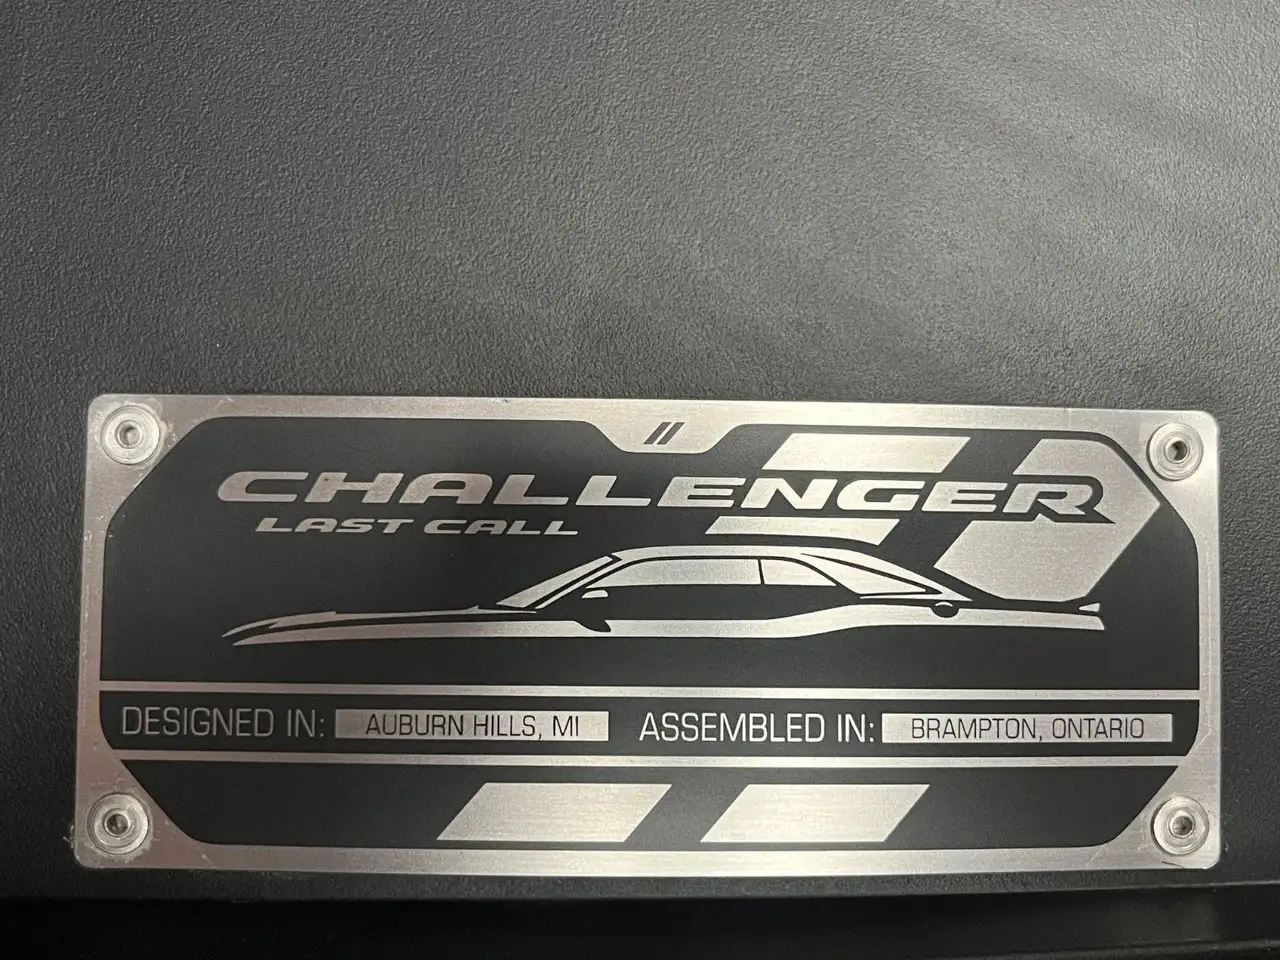 CHALLENGER
LAST CALL
DESIGNED IN: AUBURN HILLS, MI ASSEMBLED IN: BRAMPTON, ONTARIO